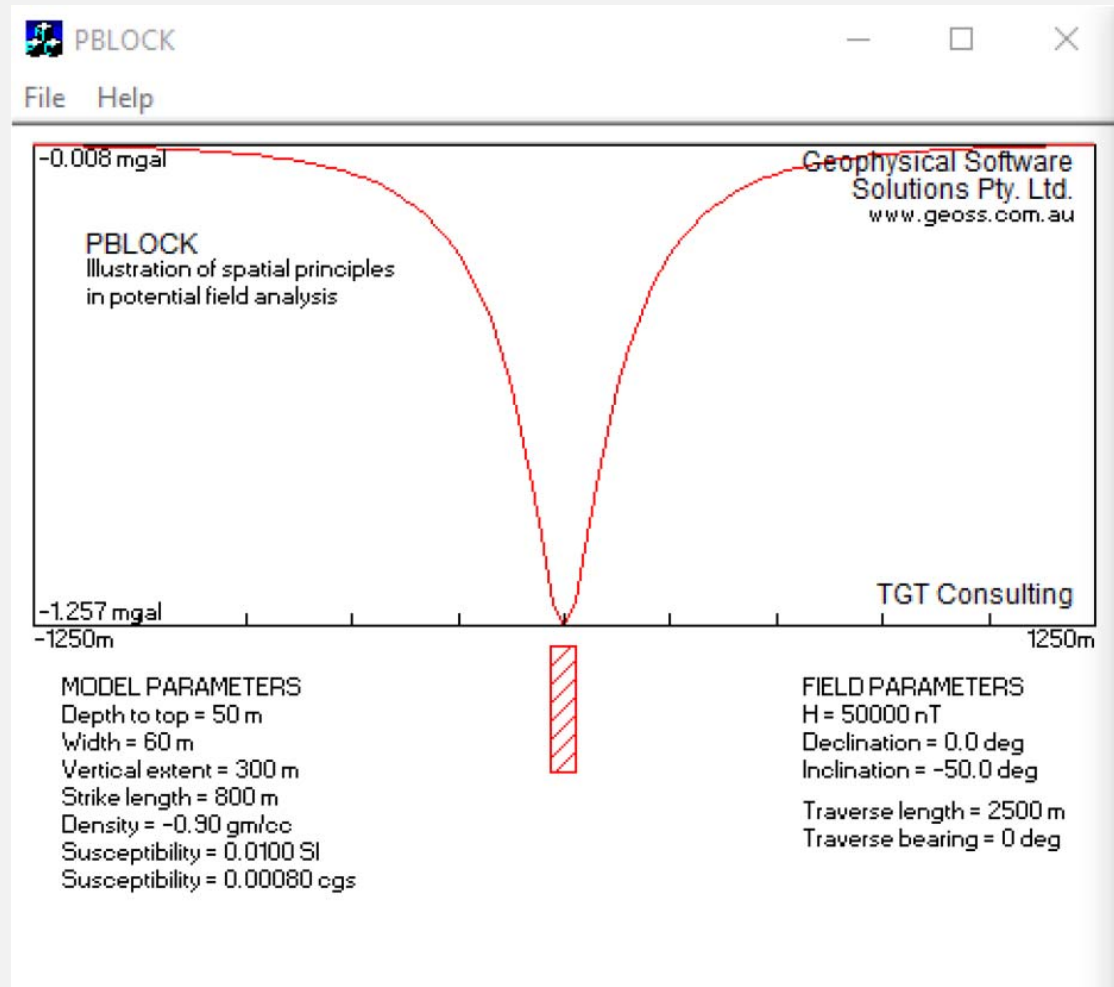 PBLOCK
File Help
-0.008 mgal
Geophysical Software
Solutions Pty. Ltd.
www.geoss.com.au
PBLOCK
Illustration of spatial principles
in potential field analysis
TGT Consulting
-1.257 mgal
-1250m
1250m
MODEL PARAMETERS
Depth to top = 50 m
Width = 60 m
Vertical extent = 300 m
Strike length = 800 m
Density = -0.90 gm/cc
Susceptibility = 0.0100 SI
Susceptibility = 0.00080 cgs
FIELD PARAMETERS
H = 50000 nT
Declination = 0.0 deg
Inclination = -50.0 deg
Traverse length = 2500 m
Traverse bearing = 0 deg